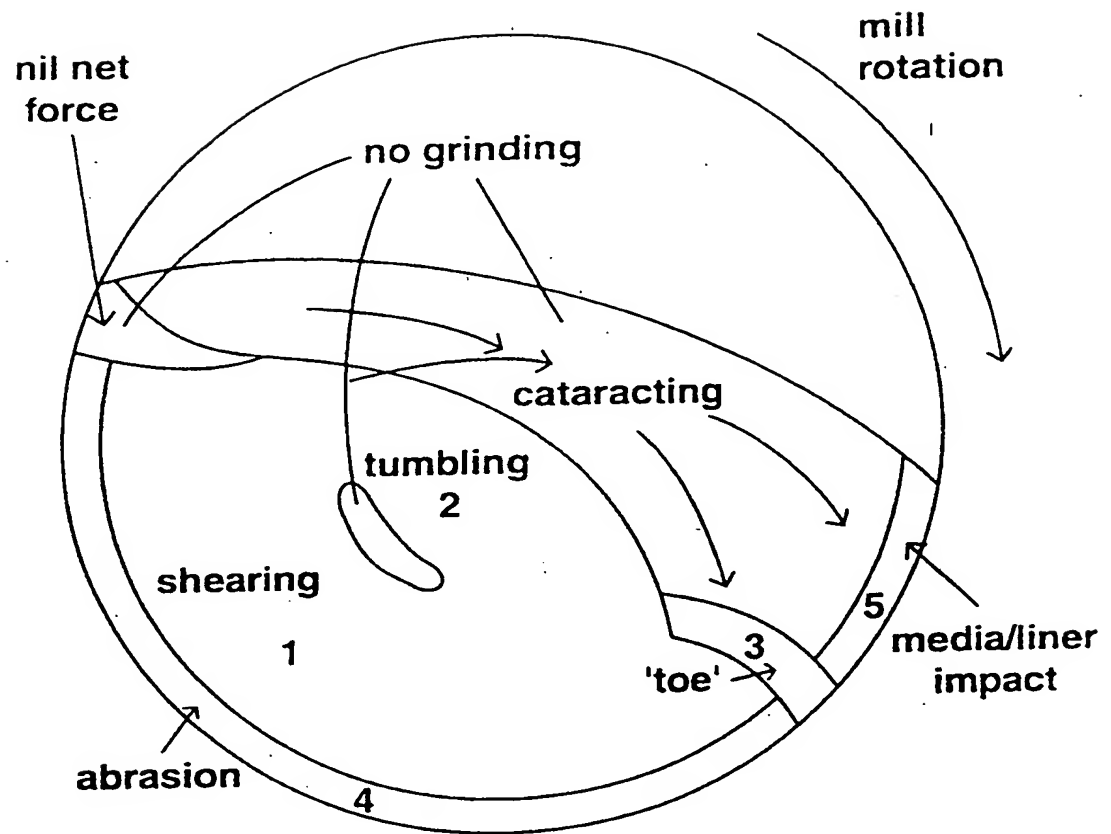 mill
rotation
nil net
force
no grinding
cataracting
tumbling
2
shearing
1
5
3
'toe'
media/liner
impact
abrasion
4